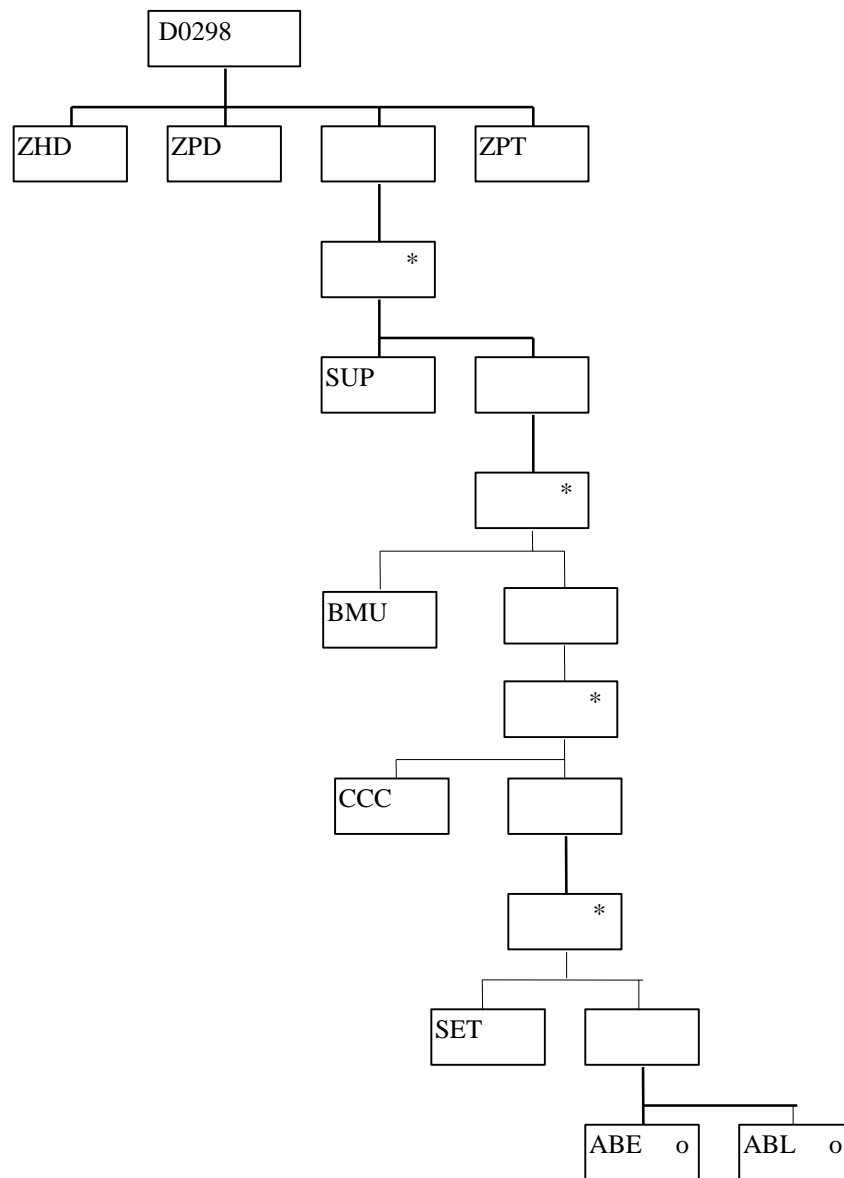 D0298
ZHD ZPD ZPT
*
SUP
*
BMU
*
CCC
*
SET
ABE o ABL o